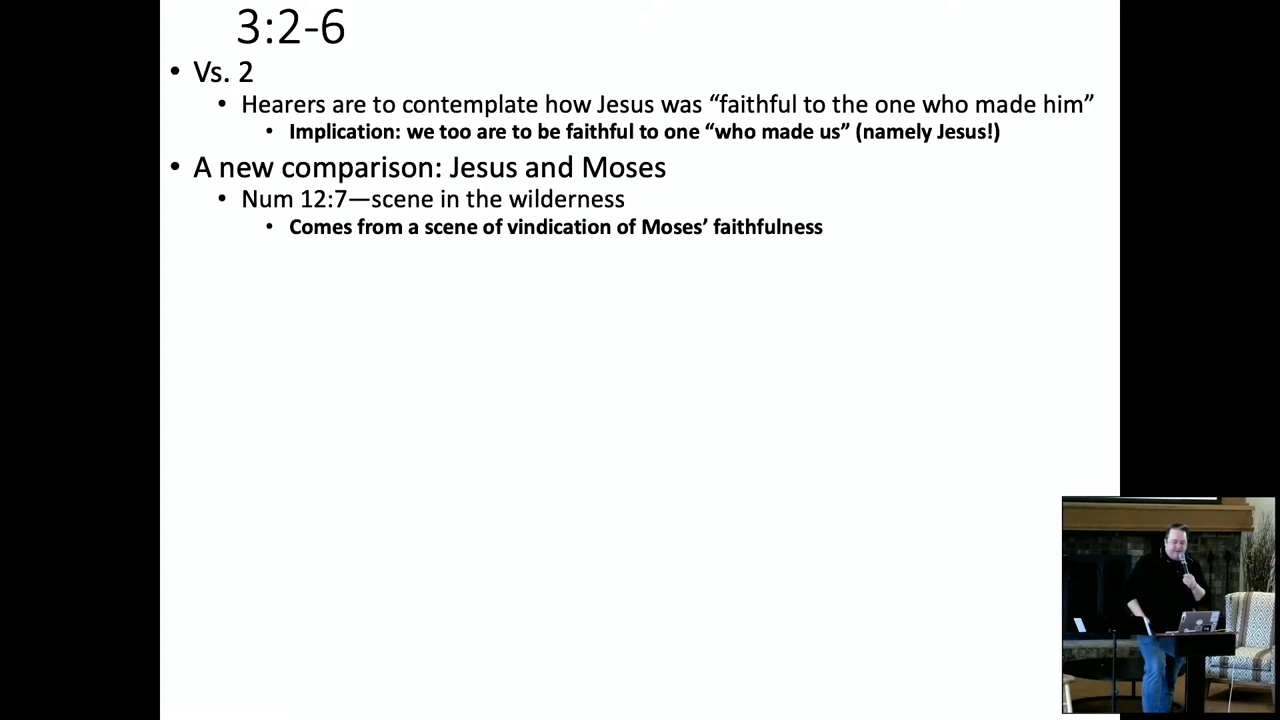 3:2-6
• Vs. 2
• Hearers are to contemplate how Jesus was “faithful to the one who made him”
• Implication: we too are to be faithful to one “who made us” (namely Jesus!)
• A new comparison: Jesus and Moses
• Num 12:7—scene in the wilderness
• Comes from a scene of vindication of Moses’ faithfulness